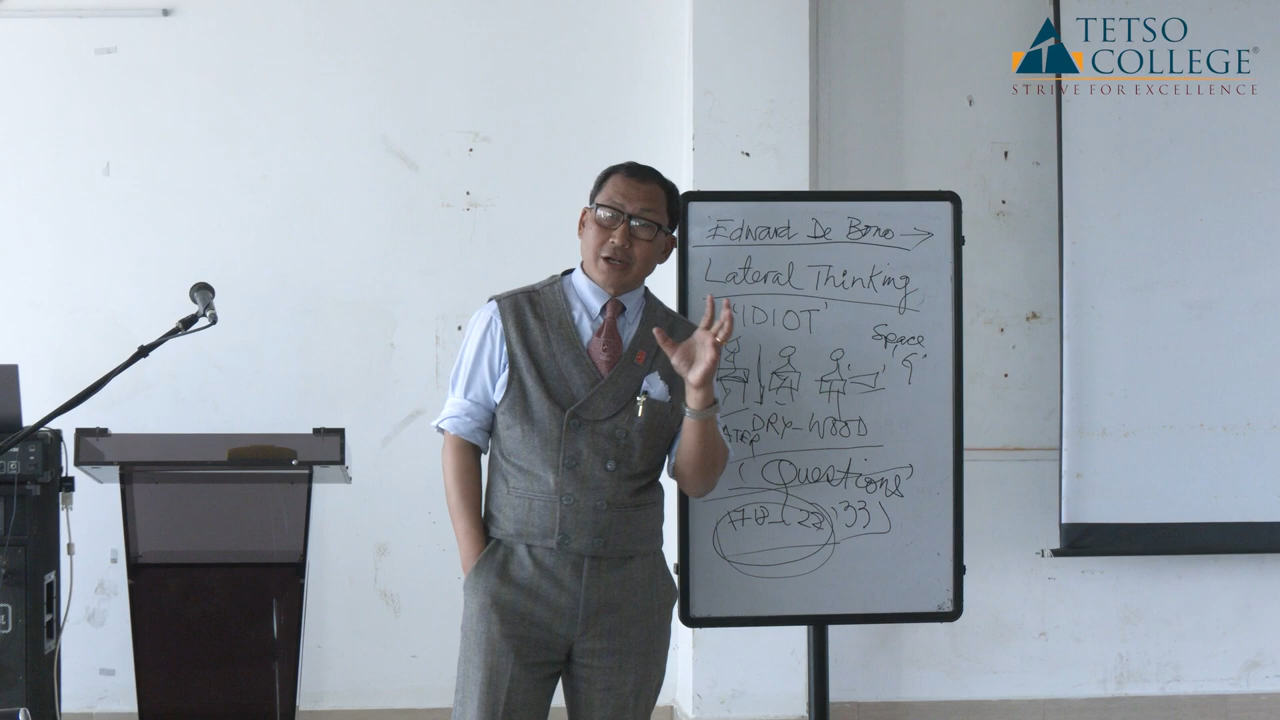 TETSO
COLLEGE®
STRIVE FOR EXCELLENCE
Edward De Bono →
Lateral Thinking
'IDIOT'
Space
'G'
DRY-WOOD
'Questions'